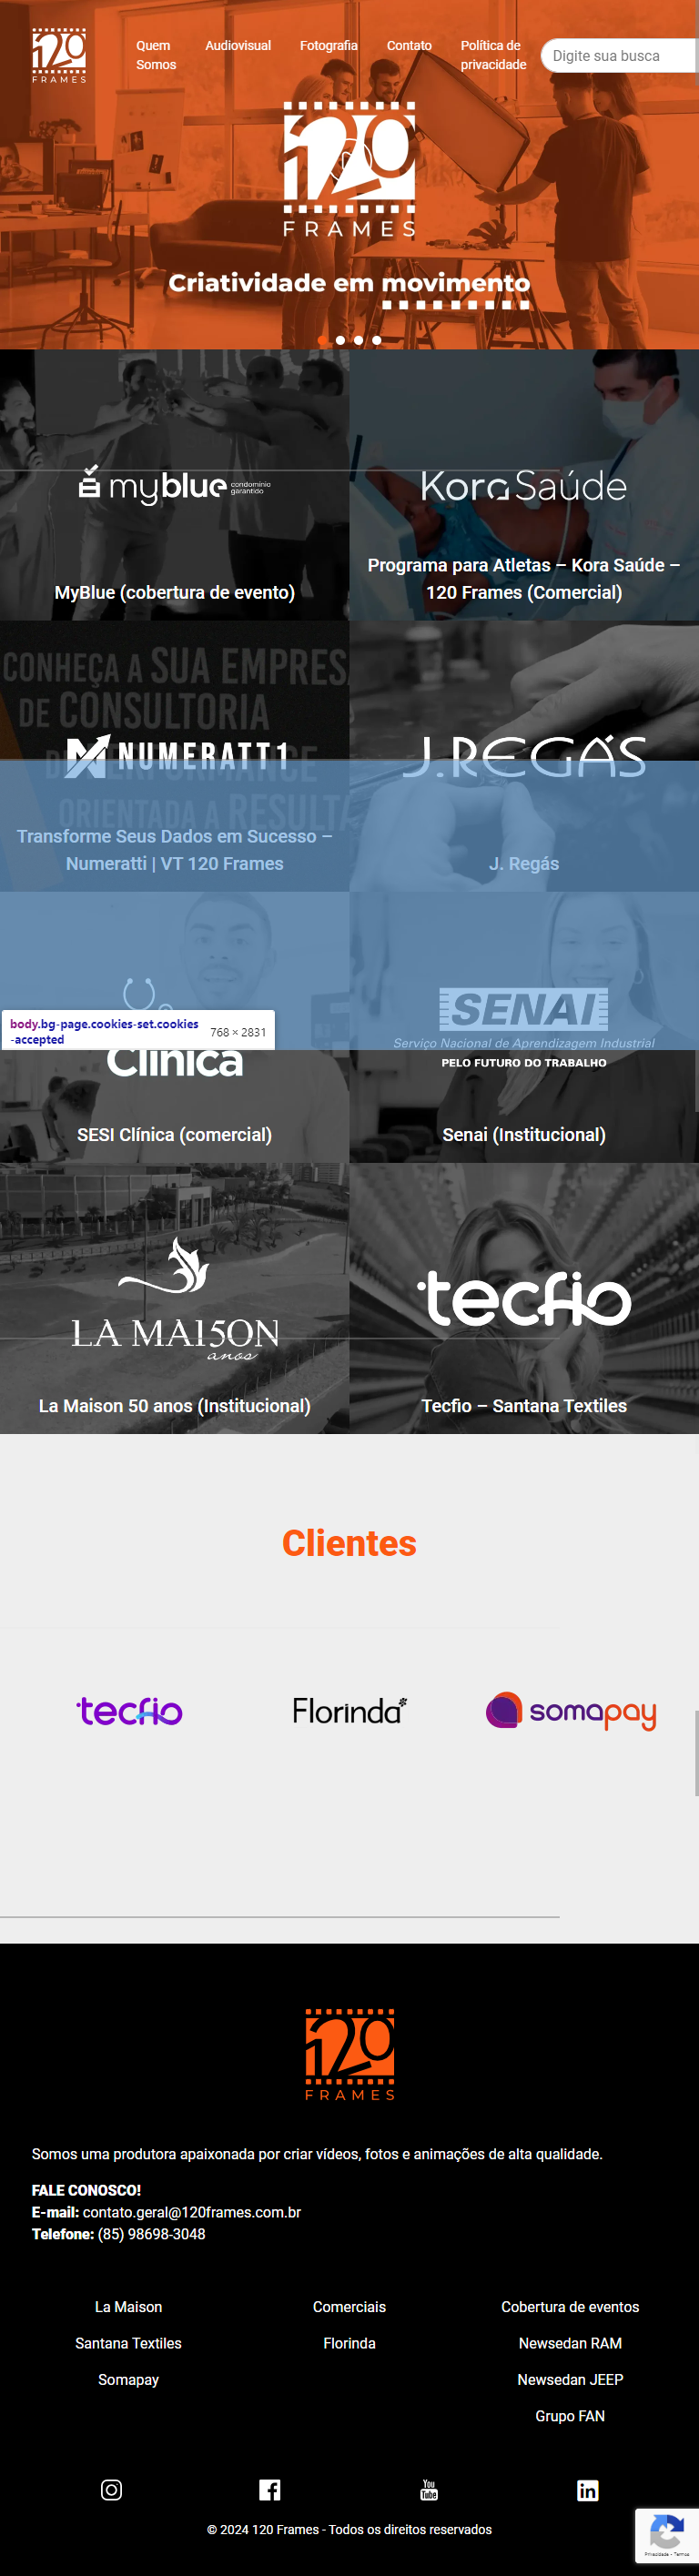 120
FRAMES
Quem
Somos
Audiovisual
Fotografia
Contato
Política de
privacidade
Digite sua busca
120
FRAMES
Criatividade em movimento
myblue condomínio
garantido
MyBlue (cobertura de evento)
Kora Saúde
Programa para Atletas – Kora Saúde –
120 Frames (Comercial)
CONHEÇA A SUA EMPRES
DE CONSULTORIA
NUMERATT1
ORIENTADA A RESULTA
Transforme Seus Dados em Sucesso –
Numeratti | VT 120 Frames
J.REGÁS
J. Regás
body.bg-page.cookies-set.cookies
-accepted
768 × 2831
Clínica
SESI Clínica (comercial)
SENAI
Serviço Nacional de Aprendizagem Industrial
PELO FUTURO DO TRABALHO
Senai (Institucional)
LA MAI5ON
anos
La Maison 50 anos (Institucional)
tecfio
Tecfio – Santana Textiles
Clientes
tecfio
Florinda
somapay
120
FRAMES
Somos uma produtora apaixonada por criar vídeos, fotos e animações de alta qualidade.
FALE CONOSCO!
E-mail: contato.geral@120frames.com.br
Telefone: (85) 98698-3048
La Maison
Santana Textiles
Somapay
Comerciais
Florinda
Cobertura de eventos
Newsedan RAM
Newsedan JEEP
Grupo FAN
You
Tube
in
© 2024 120 Frames - Todos os direitos reservados
Privacidade - Termos